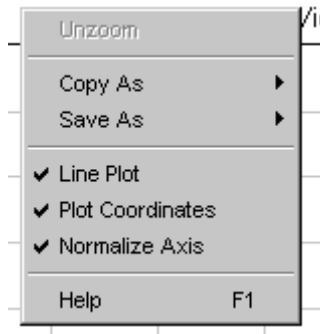 Unzoom
Copy As
Save As
Line Plot
Plot Coordinates
Normalize Axis
Help F1